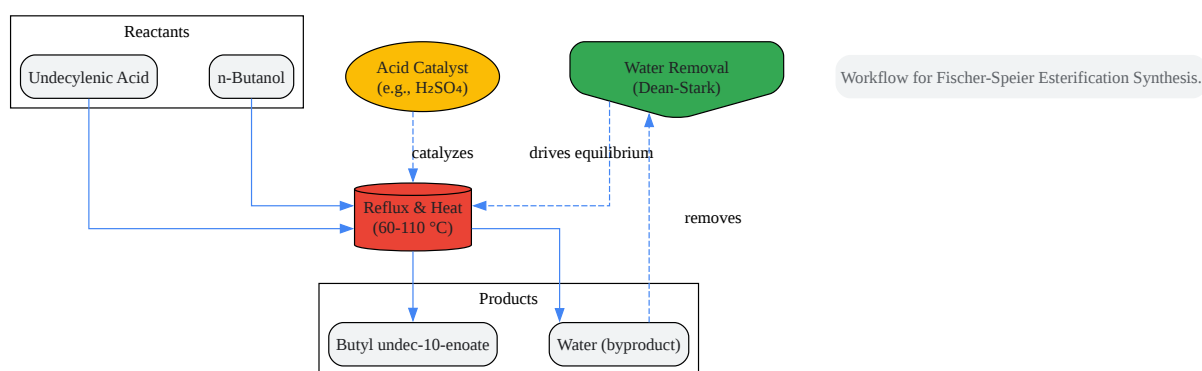 Reactants
Undecylenic Acid
n-Butanol
Acid Catalyst
(e.g., H₂SO₄)
Water Removal
(Dean-Stark)
Workflow for Fischer-Speier Esterification Synthesis.
catalyzes
drives equilibrium
Reflux & Heat
(60-110 °C)
removes
Products
Butyl undec-10-enoate
Water (byproduct)